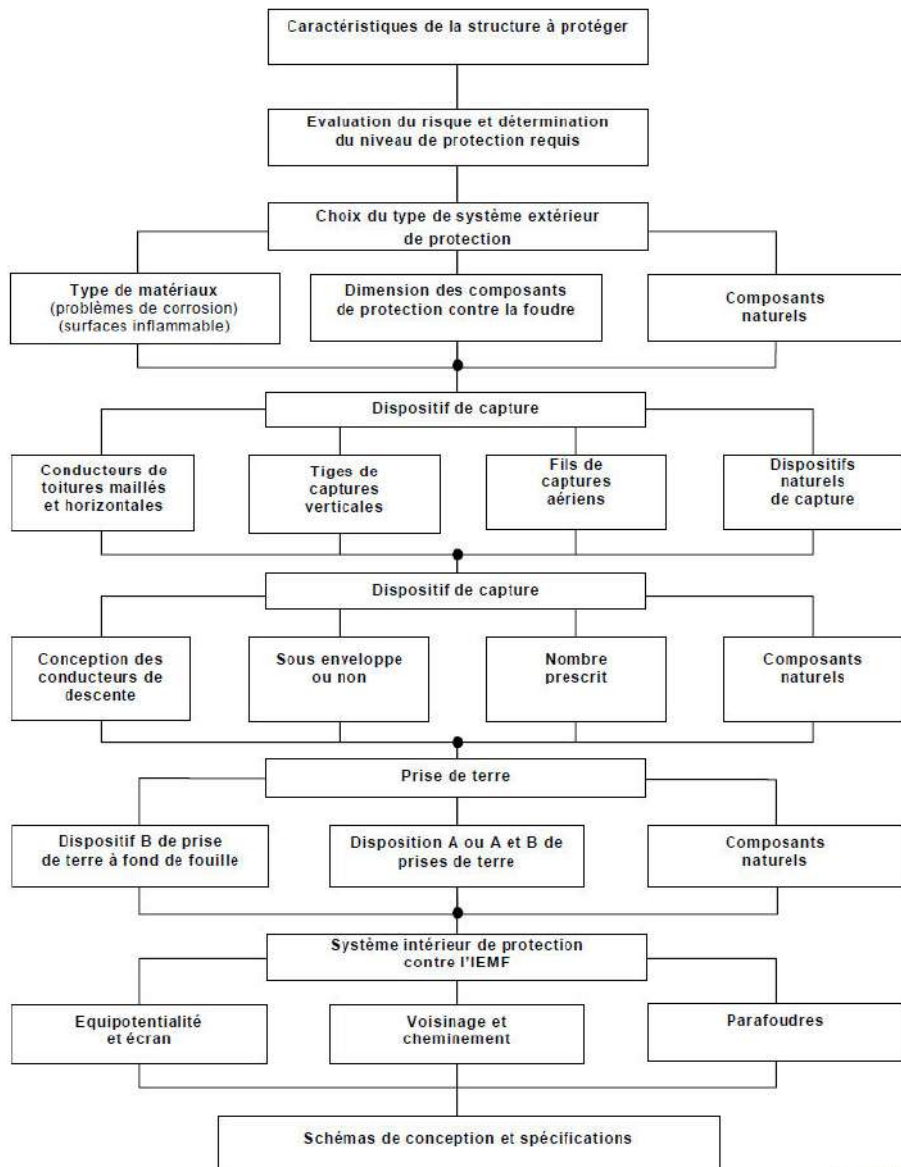 Caractéristiques de la structure à protéger
Evaluation du risque et détermination
du niveau de protection requis
Choix du type de système extérieur
de protection
Type de matériaux
(problèmes de corrosion)
(surfaces inflammable)
Dimension des composants
de protection contre la foudre
Composants
naturels
Dispositif de capture
Conducteurs de
toitures maillés
et horizontales
Tiges de
captures
verticales
Fils de
captures
aériens
Dispositifs
naturels
de capture
Dispositif de capture
Conception des
conducteurs de
descente
Sous enveloppe
ou non
Nombre
prescrit
Composants
naturels
Prise de terre
Dispositif B de prise
de terre à fond de fouille
Disposition A ou A et B de
prises de terre
Composants
naturels
Système intérieur de protection
contre l'IEMF
Equipotentialité
et écran
Voisinage et
cheminement
Parafoudres
Schémas de conception et spécifications